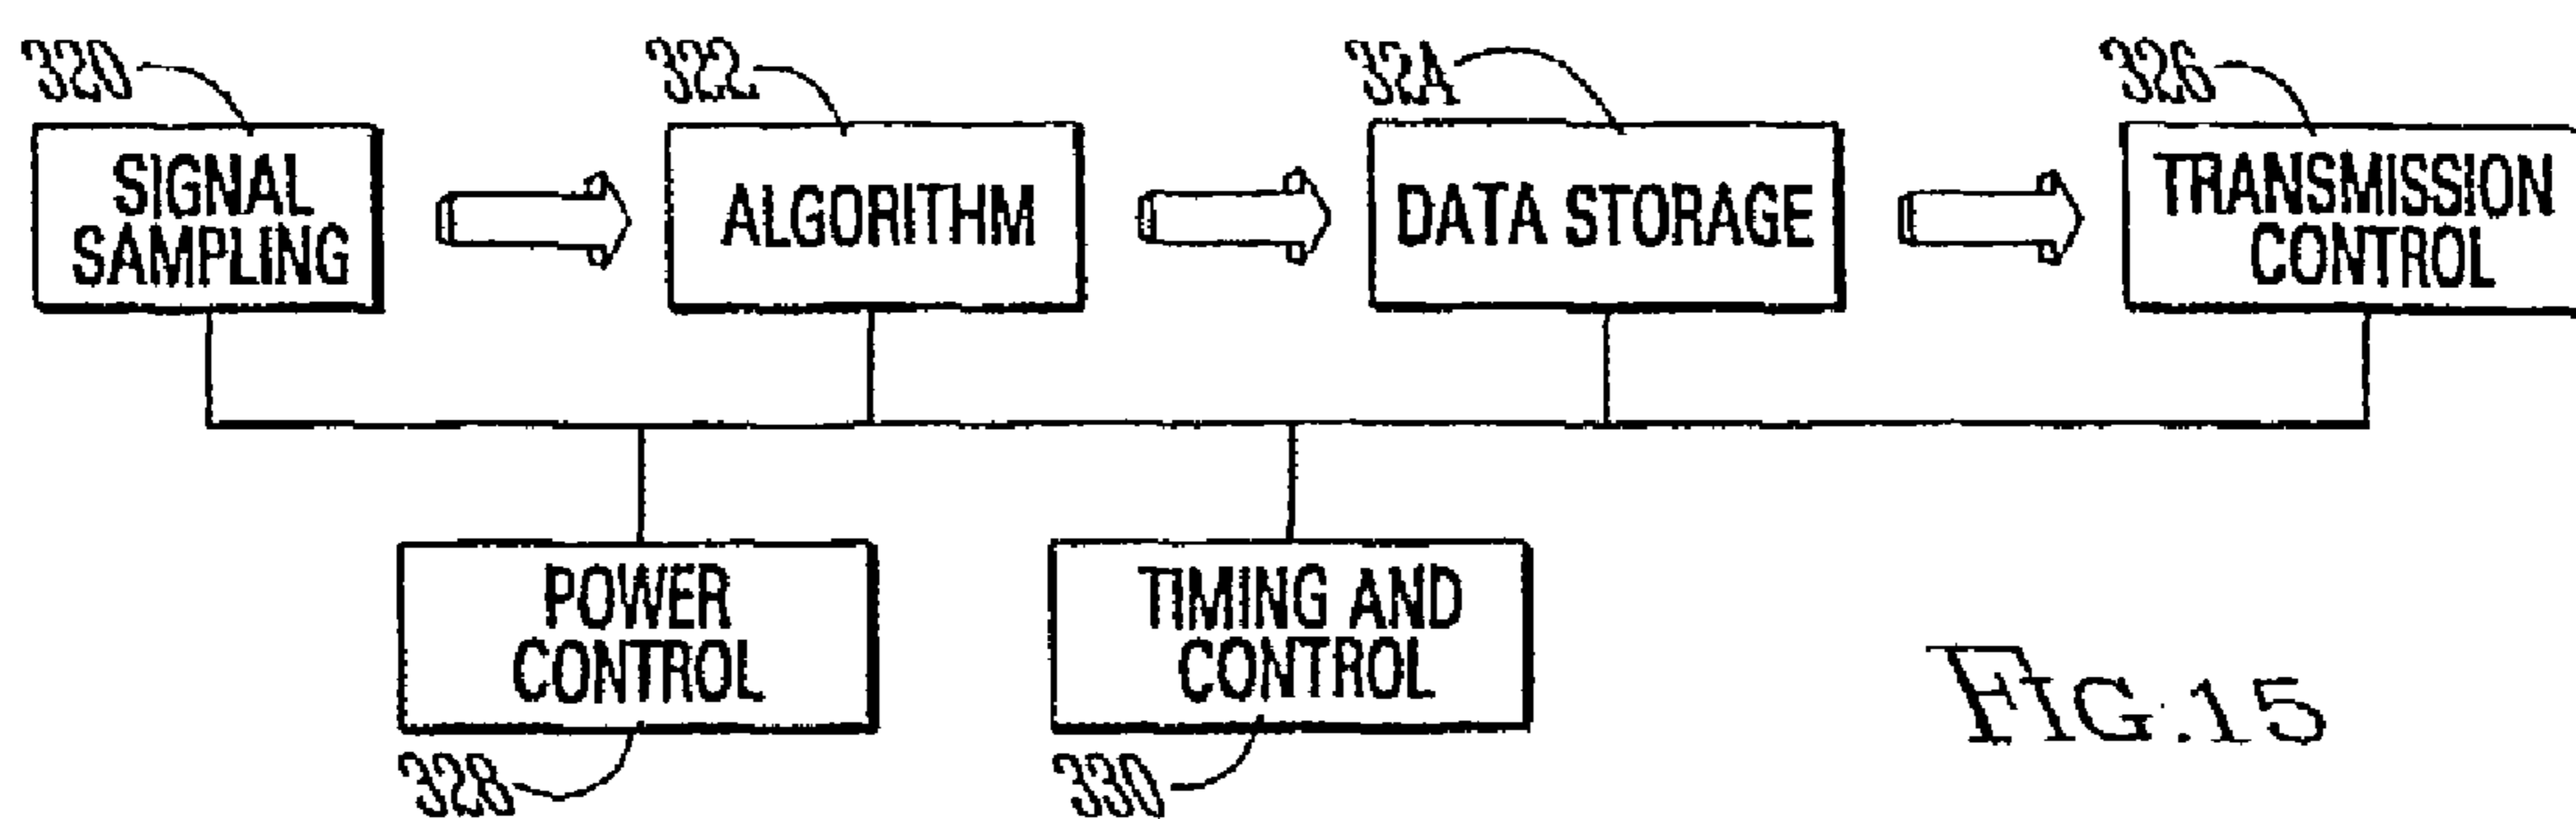 320
322
324
326
SIGNAL
SAMPLING
ALGORITHM
DATA STORAGE
TRANSMISSION
CONTROL
POWER
CONTROL
TIMING AND
CONTROL
328
330
FIG. 15